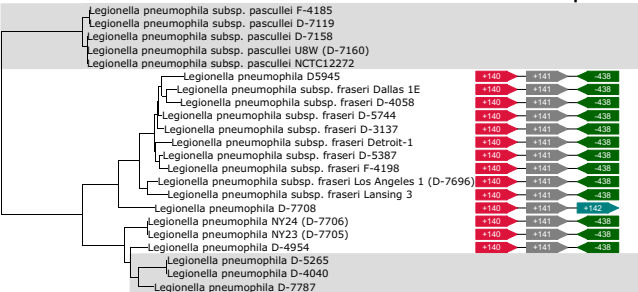 Legionella pneumophila subsp. pascullei F-4185
Legionella pneumophila subsp. pascullei D-7119
Legionella pneumophila subsp. pascullei D-7158
Legionella pneumophila subsp. pascullei U8W (D-7160)
Legionella pneumophila subsp. pascullei NCTC12272
Legionella pneumophila D5945 +140 +141 -438
Legionella pneumophila subsp. fraseri Dallas 1E +140 +141 -438
Legionella pneumophila subsp. fraseri D-4058 +140 +141 -438
Legionella pneumophila subsp. fraseri D-5744 +140 +141 -438
Legionella pneumophila subsp. fraseri D-3137 +140 +141 -438
Legionella pneumophila subsp. fraseri Detroit-1 +140 +141 -438
Legionella pneumophila subsp. fraseri D-5387 +140 +141 -438
Legionella pneumophila subsp. fraseri F-4198 +140 +141 -438
Legionella pneumophila subsp. fraseri Los Angeles 1 (D-7696) +140 +141 -438
Legionella pneumophila subsp. fraseri Lansing 3 +140 +141 -438
Legionella pneumophila D-7708 +140 +141 +142
Legionella pneumophila NY24 (D-7706) +140 +141 -438
Legionella pneumophila NY23 (D-7705) +140 +141 -438
Legionella pneumophila D-4954 +140 +141 -438
Legionella pneumophila D-5265
Legionella pneumophila D-4040
Legionella pneumophila D-7787